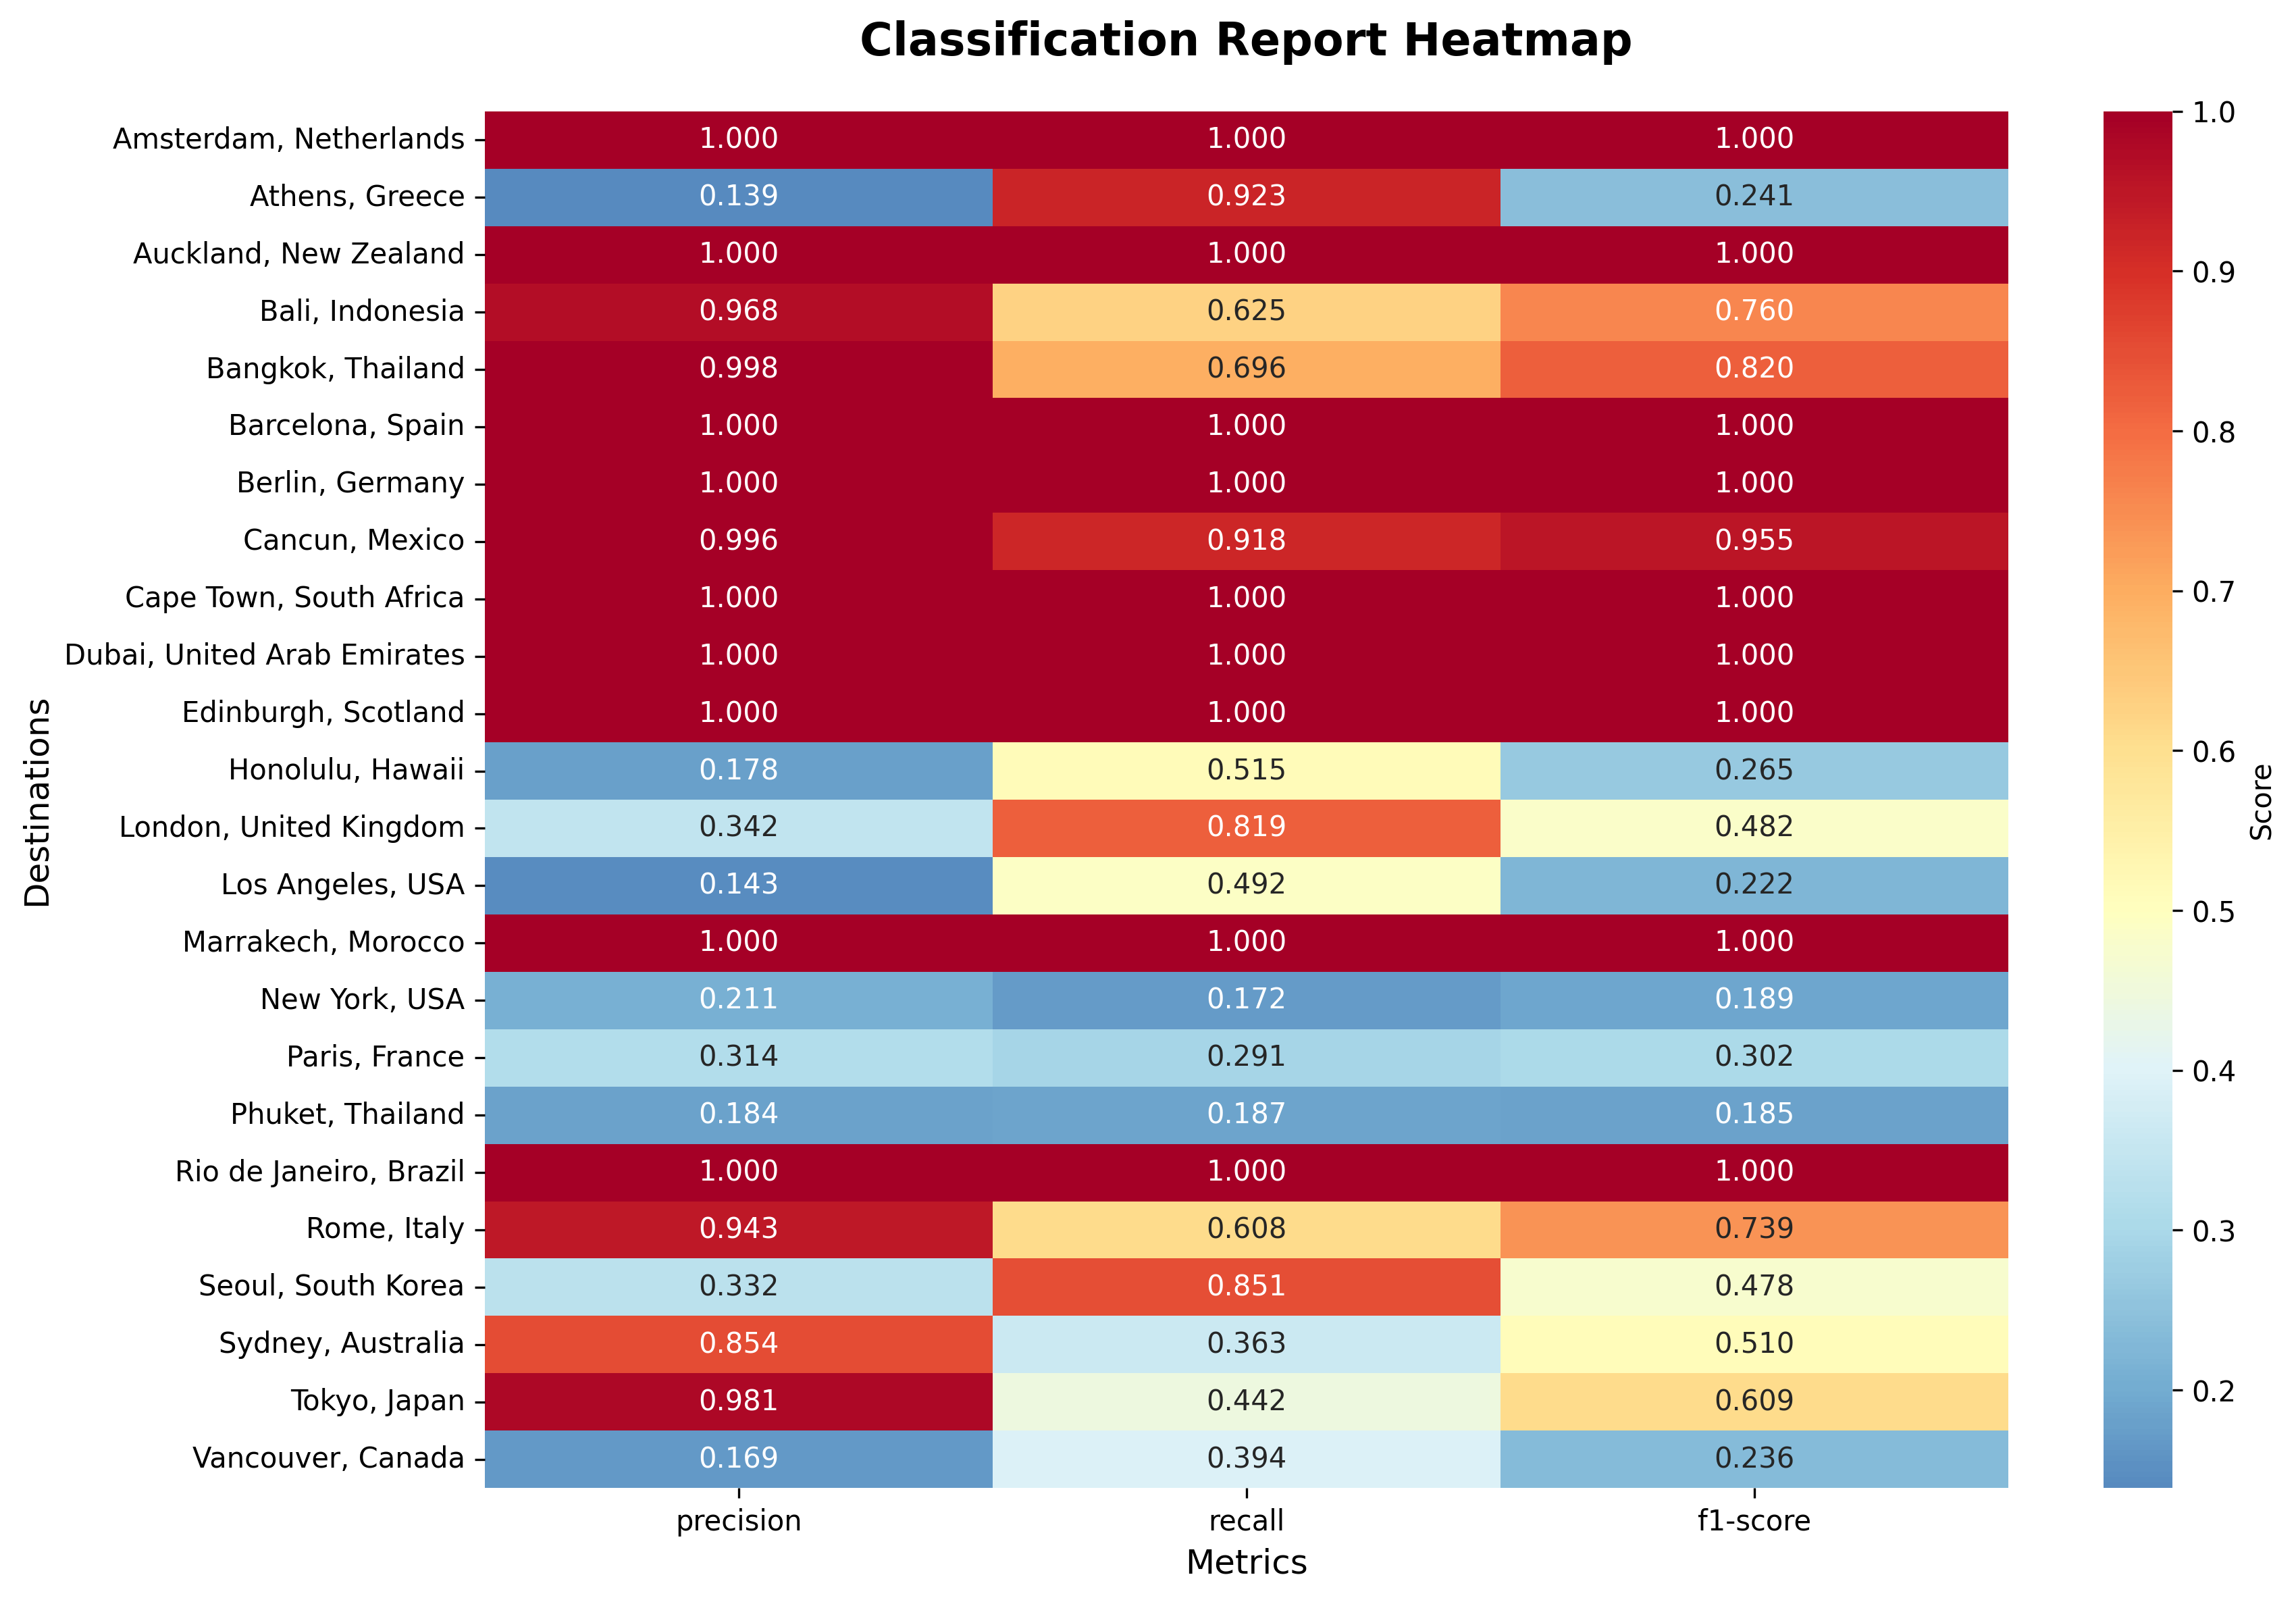 Classification Report Heatmap
Amsterdam, Netherlands 1.000 1.000 1.000
Athens, Greece 0.139 0.923 0.241
Auckland, New Zealand 1.000 1.000 1.000
Bali, Indonesia 0.968 0.625 0.760
Bangkok, Thailand 0.998 0.696 0.820
Barcelona, Spain 1.000 1.000 1.000
Berlin, Germany 1.000 1.000 1.000
Cancun, Mexico 0.996 0.918 0.955
Cape Town, South Africa 1.000 1.000 1.000
Dubai, United Arab Emirates 1.000 1.000 1.000
Edinburgh, Scotland 1.000 1.000 1.000
Honolulu, Hawaii 0.178 0.515 0.265
London, United Kingdom 0.342 0.819 0.482
Los Angeles, USA 0.143 0.492 0.222
Marrakech, Morocco 1.000 1.000 1.000
New York, USA 0.211 0.172 0.189
Paris, France 0.314 0.291 0.302
Phuket, Thailand 0.184 0.187 0.185
Rio de Janeiro, Brazil 1.000 1.000 1.000
Rome, Italy 0.943 0.608 0.739
Seoul, South Korea 0.332 0.851 0.478
Sydney, Australia 0.854 0.363 0.510
Tokyo, Japan 0.981 0.442 0.609
Vancouver, Canada 0.169 0.394 0.236
precision recall f1-score
Metrics
Destinations
1.0
0.9
0.8
0.7
0.6
0.5
0.4
0.3
0.2
Score